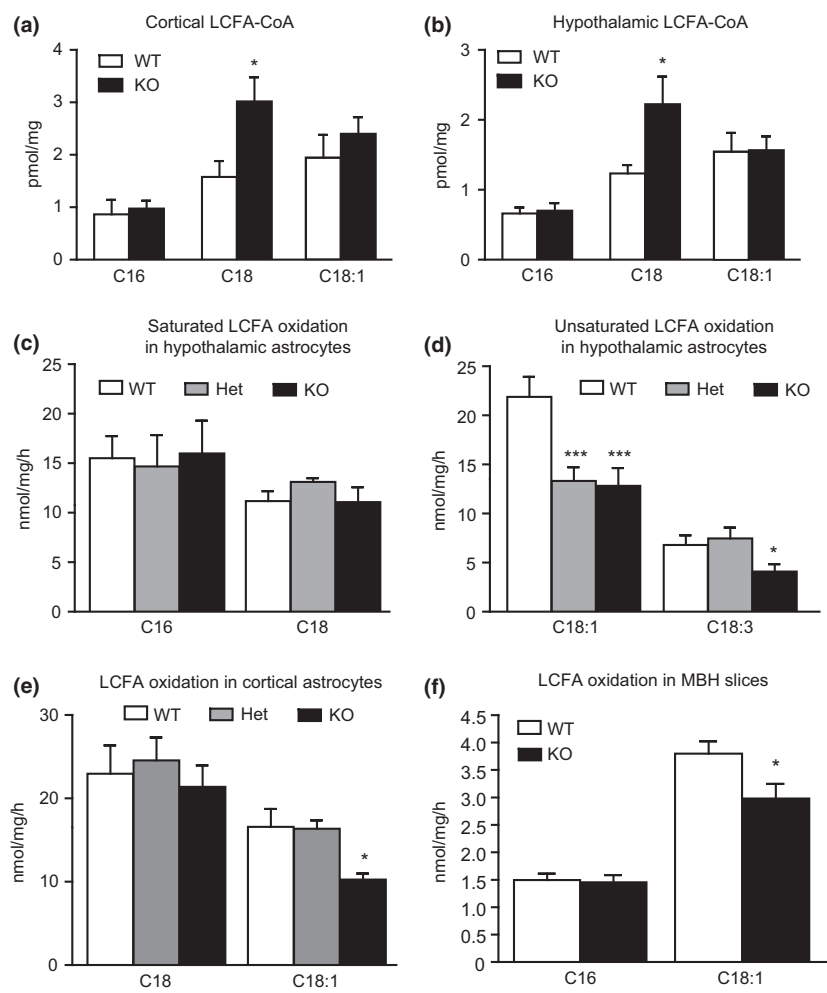 (a) Cortical LCFA-CoA
WT
KO
*
pmol/mg
4
3
2
1
0
C16 C18 C18:1
(b) Hypothalamic LCFA-CoA
WT
KO
*
pmol/mg
3
2
1
0
C16 C18 C18:1
(c) Saturated LCFA oxidation
in hypothalamic astrocytes
WT Het KO
nmol/mg/h
25
20
15
10
5
0
C16 C18
(d) Unsaturated LCFA oxidation
in hypothalamic astrocytes
WT Het KO
*** ***
*
nmol/mg/h
25
20
15
10
5
0
C18:1 C18:3
(e) LCFA oxidation in cortical astrocytes
WT Het KO
*
nmol/mg/h
30
20
10
0
C18 C18:1
(f) LCFA oxidation in MBH slices
WT
KO
*
nmol/mg/h
4.5
4.0
3.5
3.0
2.5
2.0
1.5
1.0
0.5
0
C16 C18:1